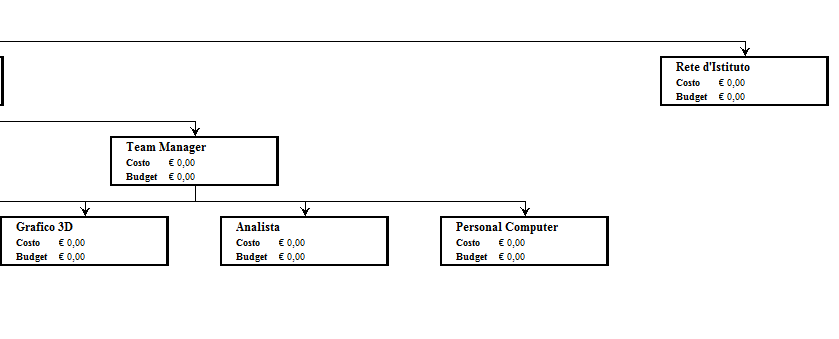 Rete d'Istituto
Costo € 0,00
Budget € 0,00
Team Manager
Costo € 0,00
Budget € 0,00
Grafico 3D
Costo € 0,00
Budget € 0,00
Analista
Costo € 0,00
Budget € 0,00
Personal Computer
Costo € 0,00
Budget € 0,00